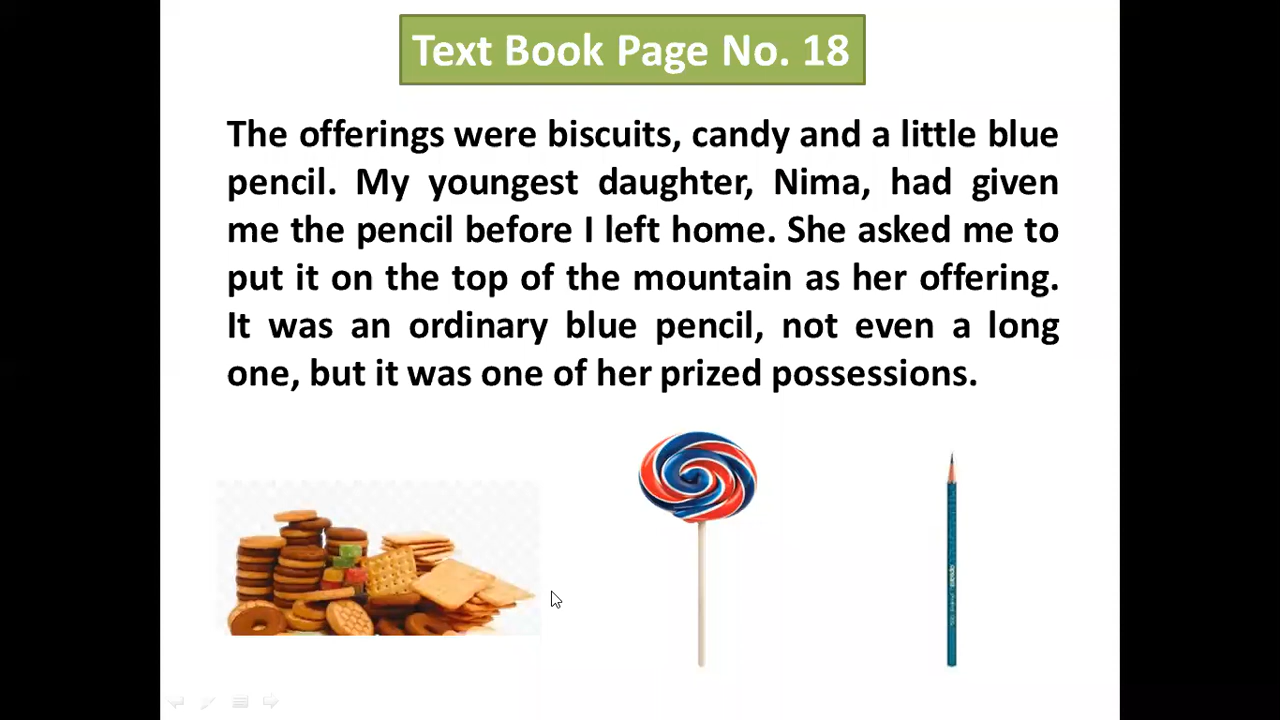 Text Book Page No. 18
The offerings were biscuits, candy and a little blue
pencil. My youngest daughter, Nima, had given
me the pencil before I left home. She asked me to
put it on the top of the mountain as her offering.
It was an ordinary blue pencil, not even a long
one, but it was one of her prized possessions.